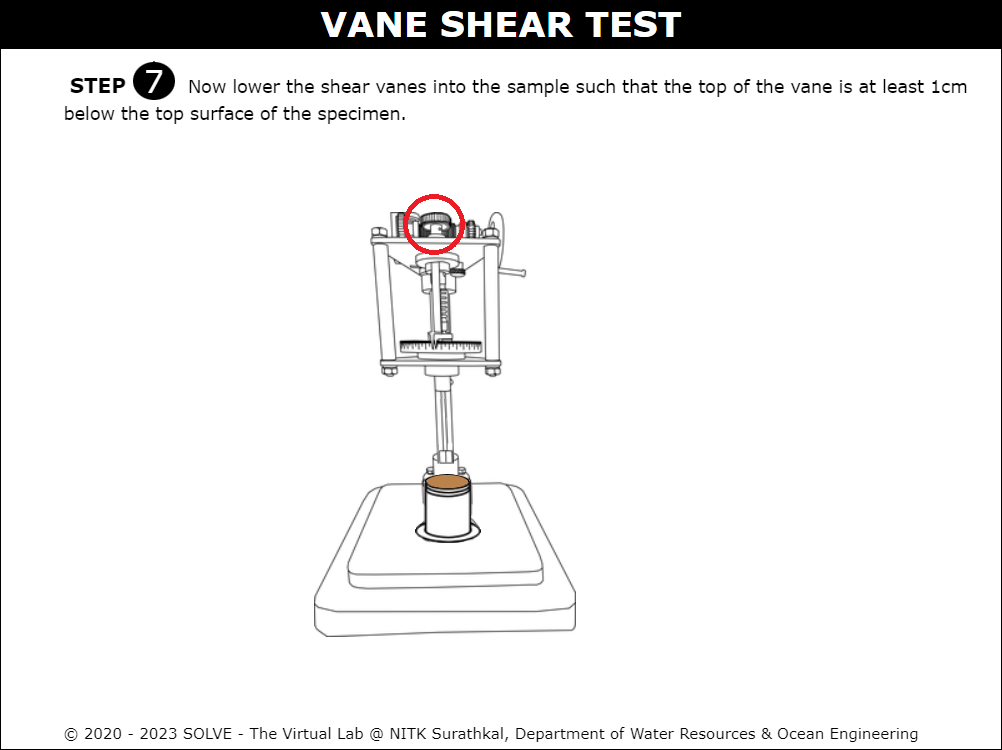 VANE SHEAR TEST
STEP 7 Now lower the shear vanes into the sample such that the top of the vane is at least 1cm
below the top surface of the specimen.
© 2020 - 2023 SOLVE - The Virtual Lab @ NITK Surathkal, Department of Water Resources & Ocean Engineering